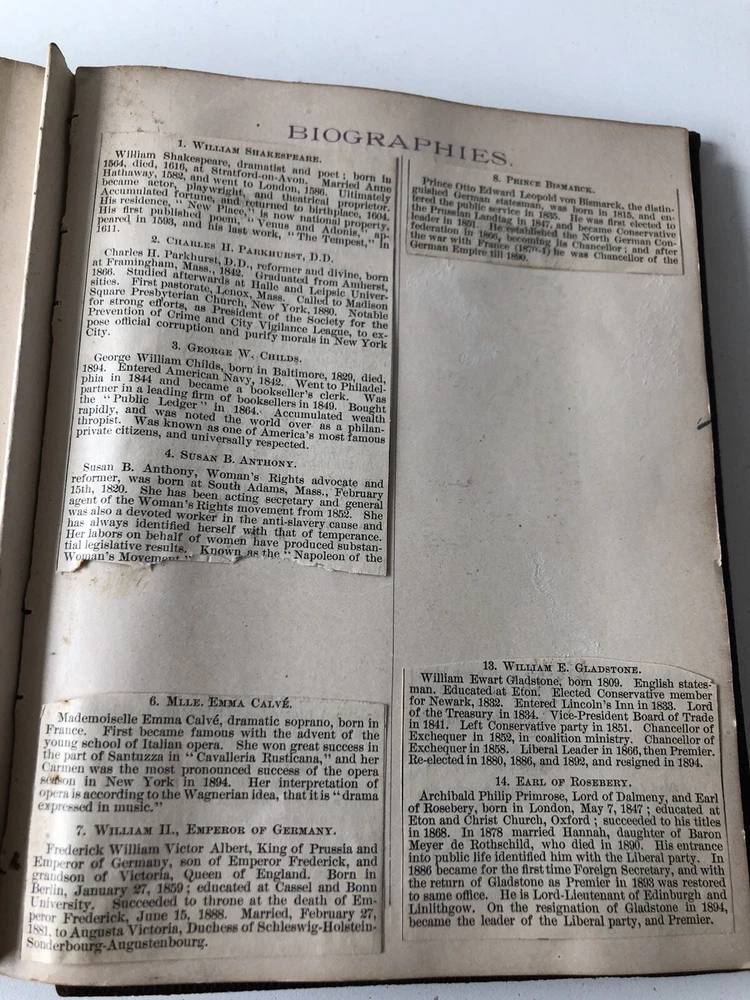 BIOGRAPHIES.
1. WILLIAM SHAKESPEARE.
William Shakespeare, dramatist and poet; born in
1564, died, 1616, at Stratford-on-Avon. Married Anne
Hathaway, 1582, and went to London, 1586. Ultimately
became actor, playwright, and theatrical proprietor.
Accumulated fortune, and returned to birthplace, 1604.
His residence, "New Place," is now national property.
His first published poem, "Venus and Adonis," ap-
peared in 1593, and his last work, "The Tempest," in
1611.
2. CHARLES H. PARKHURST, D.D.
Charles H. Parkhurst, D.D., reformer and divine, born
at Framingham, Mass., 1842. Graduated from Amherst,
1866. Studied afterwards at Halle and Leipsic Univer-
sities. First pastorate, Lenox, Mass. Called to Madison
Square Presbyterian Church, New York, 1880. Notable
for strong efforts, as President of the Society for the
Prevention of Crime and City Vigilance League, to ex-
pose official corruption and purify morals in New York
City.
3. GEORGE W. CHILDS.
George William Childs, born in Baltimore, 1829, died,
1894. Entered American Navy, 1842. Went to Philadel-
phia in 1844 and became a bookseller's clerk. Was
partner in a leading firm of booksellers in 1849. Bought
the "Public Ledger" in 1864. Accumulated wealth
rapidly, and was noted the world over as a philan-
thropist. Was known as one of America's most famous
private citizens, and universally respected.
4. SUSAN B. ANTHONY.
Susan B. Anthony, Woman's Rights advocate and
reformer, was born at South Adams, Mass., February
15th, 1820. She has been acting secretary and general
agent of the Woman's Rights movement from 1852. She
was also a devoted worker in the anti-slavery cause and
has always identified herself with that of temperance.
Her labors on behalf of women have produced substan-
tial legislative results. Known as the "Napoleon of the
Woman's Movement."
6. MLLE. EMMA CALVÉ.
Mademoiselle Emma Calvé, dramatic soprano, born in
France. First became famous with the advent of the
young school of Italian opera. She won great success in
the part of Santuzza in "Cavalleria Rusticana," and her
Carmen was the most pronounced success of the opera
season in New York in 1894. Her interpretation of
opera is according to the Wagnerian idea, that it is "drama
expressed in music."
7. WILLIAM II., EMPEROR OF GERMANY.
Frederick William Victor Albert, King of Prussia and
Emperor of Germany, son of Emperor Frederick, and
grandson of Victoria, Queen of England. Born in
Berlin, January 27, 1859; educated at Cassel and Bonn
University. Succeeded to throne at the death of Em-
peror Frederick, June 15, 1888. Married, February 27,
1881, to Augusta Victoria, Duchess of Schleswig-Holstein-
Sonderbourg-Augustenbourg.
8. PRINCE BISMARCK.
Prince Otto Edward Leopold von Bismarck, the distin-
guished German statesman, was born in 1815, and en-
tered the public service in 1835. He was first elected to
the Prussian Landtag in 1847, and became Conservative
leader in 1851. He established the North German Con-
federation in 1866, becoming its Chancellor; and after
the war with France (1870-1) he was Chancellor of the
German Empire till 1890.
13. WILLIAM E. GLADSTONE.
William Ewart Gladstone, born 1809. English states-
man. Educated at Eton. Elected Conservative member
for Newark, 1832. Entered Lincoln's Inn in 1833. Lord
of the Treasury in 1834. Vice-President Board of Trade
in 1841. Left Conservative party in 1851. Chancellor of
Exchequer in 1852, in coalition ministry. Chancellor of
Exchequer in 1858. Liberal Leader in 1866, then Premier.
Re-elected in 1880, 1886, and 1892, and resigned in 1894.
14. EARL OF ROSEBERY.
Archibald Philip Primrose, Lord of Dalmeny, and Earl
of Rosebery, born in London, May 7, 1847; educated at
Eton and Christ Church, Oxford; succeeded to his titles
in 1868. In 1878 married Hannah, daughter of Baron
Meyer de Rothschild, who died in 1890. His entrance
into public life identified him with the Liberal party. In
1886 became for the first time Foreign Secretary, and with
the return of Gladstone as Premier in 1893 was restored
to same office. He is Lord-Lieutenant of Edinburgh and
Linlithgow. On the resignation of Gladstone in 1894,
became the leader of the Liberal party, and Premier.